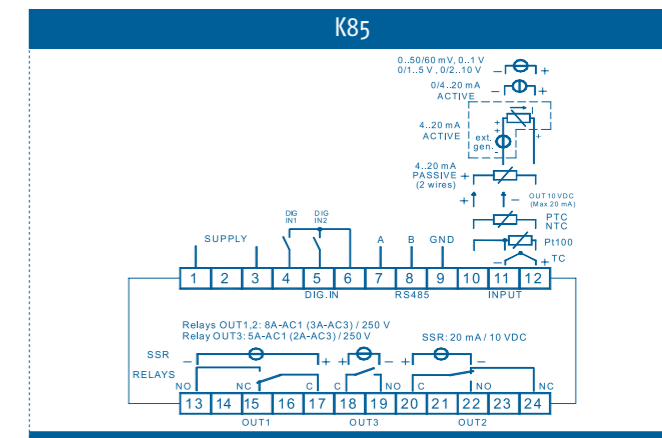 K85
0..50/60 mV, 0..1 V
0/1..5 V , 0/2..10 V
− +
0/4..20 mA
ACTIVE
− +
4..20 mA
ACTIVE
ext.
gen.
+
+
-
+
4..20 mA
PASSIVE
(2 wires)
+ −
+ −
OUT 10 VDC
(Max 20 mA)
PTC
NTC
Pt100
− + TC
DIG IN1
DIG IN2
SUPPLY
A B GND
1 2 3 4 5 6 7 8 9 10 11 12
DIG.IN RS485 INPUT
Relays OUT1,2: 8A-AC1 (3A-AC3) / 250 V
Relay OUT3: 5A-AC1 (2A-AC3) / 250 V
SSR: 20 mA / 10 VDC
SSR − + + − + −
RELAYS
NO NC C C NO C NO NC
13 14 15 16 17 18 19 20 21 22 23 24
OUT1 OUT3 OUT2